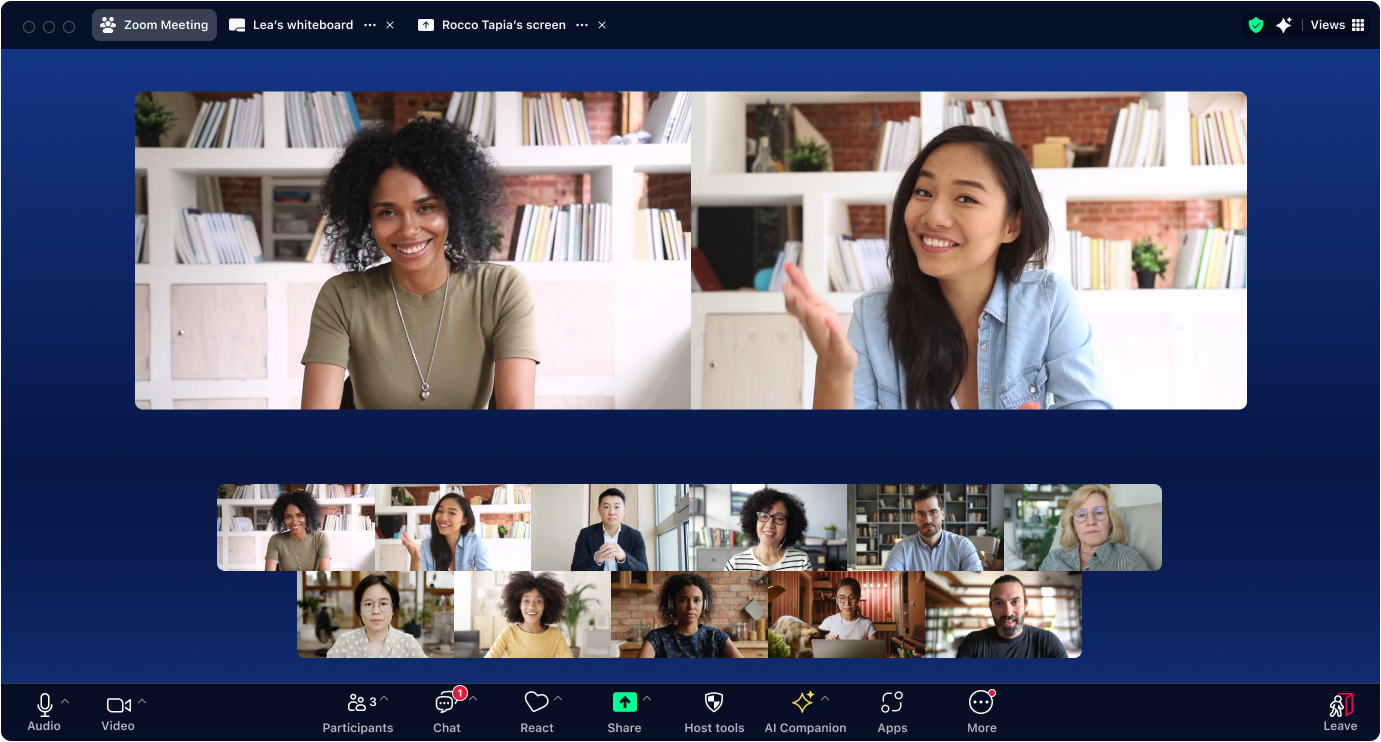 Zoom Meeting
Lea’s whiteboard
Rocco Tapia’s screen
Views
Audio
Video
3
Participants
1
Chat
React
Share
Host tools
AI Companion
Apps
More
Leave